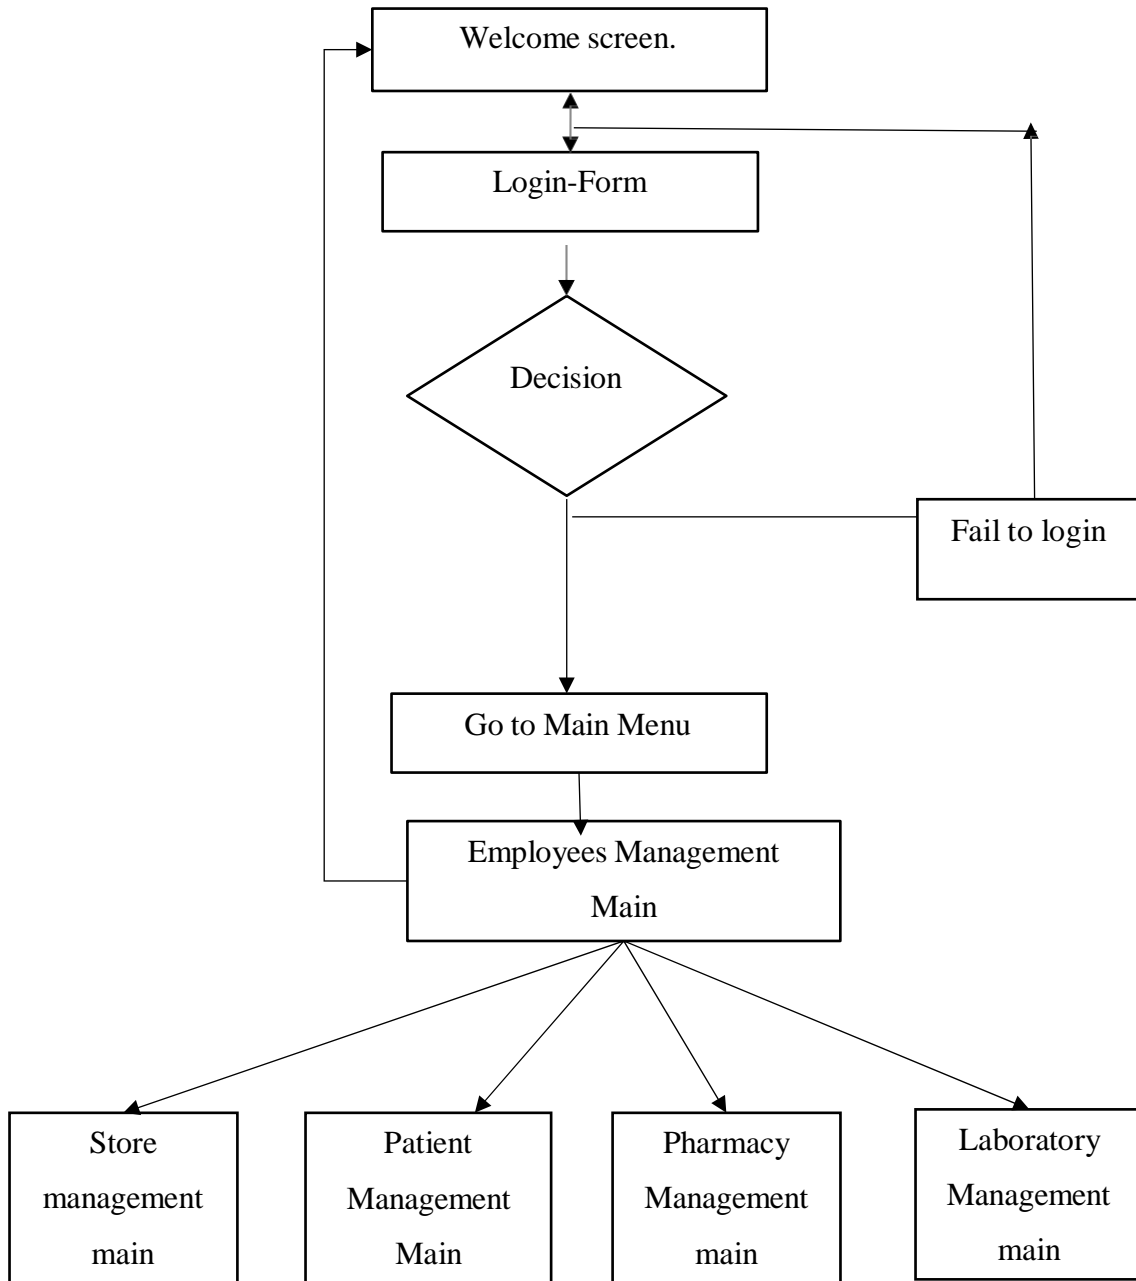 Welcome screen.
Login-Form
Decision
Fail to login
Go to Main Menu
Employees Management
Main
Store
management
main
Patient
Management
Main
Pharmacy
Management
main
Laboratory
Management
main